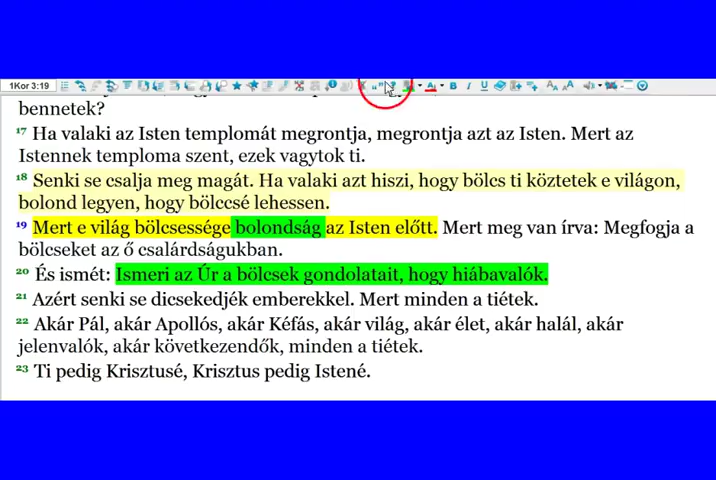 1Kor 3:19
bennetek?
17 Ha valaki az Isten templomát megrontja, megrontja azt az Isten. Mert az
Istennek temploma szent, ezek vagytok ti.
18 Senki se csalja meg magát. Ha valaki azt hiszi, hogy bölcs ti köztetek e világon,
bolond legyen, hogy bölccsé lehessen.
19 Mert e világ bölcsessége bolondság az Isten előtt. Mert meg van írva: Megfogja a
bölcseket az ő csalárdságukban.
20 És ismét: Ismeri az Úr a bölcsek gondolatait, hogy hiábavalók.
21 Azért senki se dicsekedjék emberekkel. Mert minden a tiétek.
22 Akár Pál, akár Apollós, akár Kéfás, akár világ, akár élet, akár halál, akár
jelenvalók, akár következendők, minden a tiétek.
23 Ti pedig Krisztusé, Krisztus pedig Istené.